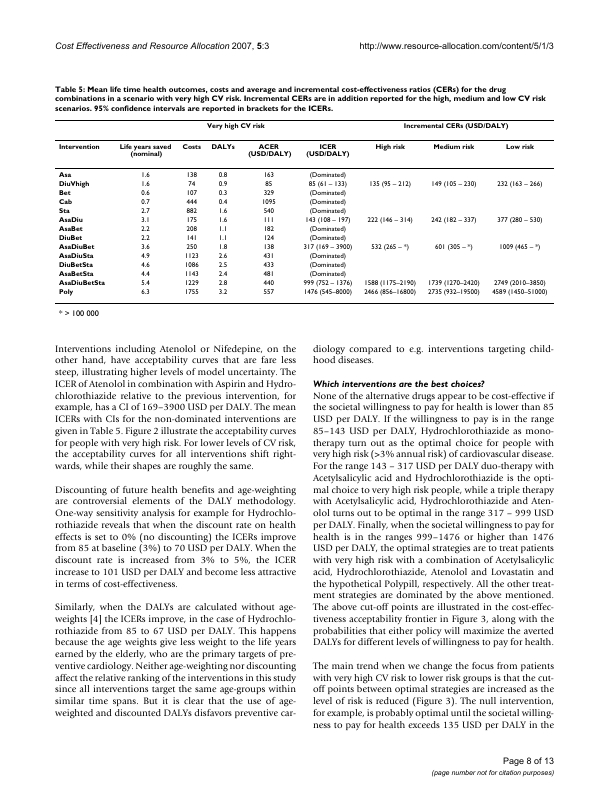 Cost Effectiveness and Resource Allocation 2007, 5:3
http://www.resource-allocation.com/content/5/1/3
Table 5: Mean life time health outcomes, costs and average and incremental cost-effectiveness ratios (CERs) for the drug
combinations in a scenario with very high CV risk. Incremental CERs are in addition reported for the high, medium and low CV risk
scenarios. 95% confidence intervals are reported in brackets for the ICERs.
Very high CV risk Incremental CERs (USD/DALY)
Intervention Life years saved (nominal) Costs DALYs ACER (USD/DALY) ICER (USD/DALY) High risk Medium risk Low risk
Asa 1.6 138 0.8 163 (Dominated)
DiuVhigh 1.6 74 0.9 85 85 (61 – 133) 135 (95 – 212) 149 (105 – 230) 232 (163 – 266)
Bet 0.6 107 0.3 329 (Dominated)
Cab 0.7 444 0.4 1095 (Dominated)
Sta 2.7 882 1.6 540 (Dominated)
AsaDiu 3.1 175 1.6 111 143 (108 – 197) 222 (146 – 314) 242 (182 – 337) 377 (280 – 530)
AsaBet 2.2 208 1.1 182 (Dominated)
DiuBet 2.2 141 1.1 124 (Dominated)
AsaDiuBet 3.6 250 1.8 138 317 (169 – 3900) 532 (265 – *) 601 (305 – *) 1009 (465 – *)
AsaDiuSta 4.9 1123 2.6 431 (Dominated)
DiuBetSta 4.6 1086 2.5 433 (Dominated)
AsaBetSta 4.4 1143 2.4 481 (Dominated)
AsaDiuBetSta 5.4 1229 2.8 440 999 (752 – 1376) 1588 (1175–2190) 1739 (1270–2420) 2749 (2010–3850)
Poly 6.3 1755 3.2 557 1476 (545–8000) 2466 (856–16800) 2735 (932–19500) 4589 (1450–51000)
* > 100 000
Interventions including Atenolol or Nifedepine, on the
other hand, have acceptability curves that are fare less
steep, illustrating higher levels of model uncertainty. The
ICER of Atenolol in combination with Aspirin and Hydro-
chlorothiazide relative to the previous intervention, for
example, has a CI of 169–3900 USD per DALY. The mean
ICERs with CIs for the non-dominated interventions are
given in Table 5. Figure 2 illustrate the acceptability curves
for people with very high risk. For lower levels of CV risk,
the acceptability curves for all interventions shift right-
wards, while their shapes are roughly the same.
Discounting of future health benefits and age-weighting
are controversial elements of the DALY methodology.
One-way sensitivity analysis for example for Hydrochlo-
rothiazide reveals that when the discount rate on health
effects is set to 0% (no discounting) the ICERs improve
from 85 at baseline (3%) to 70 USD per DALY. When the
discount rate is increased from 3% to 5%, the ICER
increase to 101 USD per DALY and become less attractive
in terms of cost-effectiveness.
Similarly, when the DALYs are calculated without age-
weights [4] the ICERs improve, in the case of Hydrochlo-
rothiazide from 85 to 67 USD per DALY. This happens
because the age weights give less weight to the life years
earned by the elderly, who are the primary targets of pre-
ventive cardiology. Neither age-weighting nor discounting
affect the relative ranking of the interventions in this study
since all interventions target the same age-groups within
similar time spans. But it is clear that the use of age-
weighted and discounted DALYs disfavors preventive car-
diology compared to e.g. interventions targeting child-
hood diseases.
Which interventions are the best choices?
None of the alternative drugs appear to be cost-effective if
the societal willingness to pay for health is lower than 85
USD per DALY. If the willingness to pay is in the range
85–143 USD per DALY, Hydrochlorothiazide as mono-
therapy turn out as the optimal choice for people with
very high risk (>3% annual risk) of cardiovascular disease.
For the range 143 – 317 USD per DALY duo-therapy with
Acetylsalicylic acid and Hydrochlorothiazide is the opti-
mal choice to very high risk people, while a triple therapy
with Acetylsalicylic acid, Hydrochlorothiazide and Aten-
olol turns out to be optimal in the range 317 – 999 USD
per DALY. Finally, when the societal willingness to pay for
health is in the ranges 999–1476 or higher than 1476
USD per DALY, the optimal strategies are to treat patients
with very high risk with a combination of Acetylsalicylic
acid, Hydrochlorothiazide, Atenolol and Lovastatin and
the hypothetical Polypill, respectively. All the other treat-
ment strategies are dominated by the above mentioned.
The above cut-off points are illustrated in the cost-effec-
tiveness acceptability frontier in Figure 3, along with the
probabilities that either policy will maximize the averted
DALYs for different levels of willingness to pay for health.
The main trend when we change the focus from patients
with very high CV risk to lower risk groups is that the cut-
off points between optimal strategies are increased as the
level of risk is reduced (Figure 3). The null intervention,
for example, is probably optimal until the societal willing-
ness to pay for health exceeds 135 USD per DALY in the
Page 8 of 13
(page number not for citation purposes)